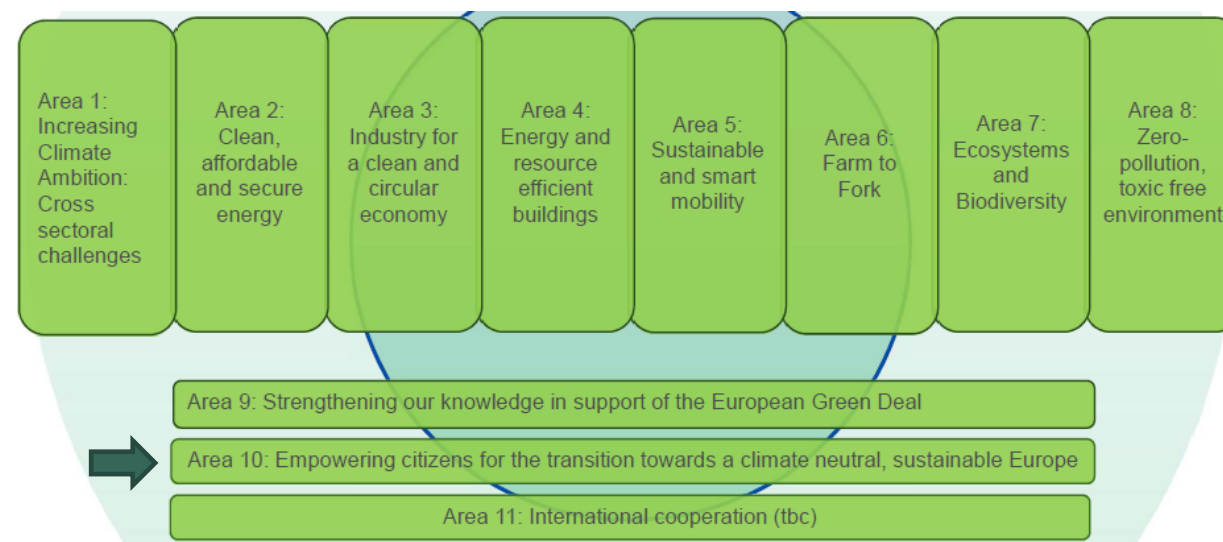 Area 1:
Increasing
Climate
Ambition:
Cross
sectoral
challenges
Area 2:
Clean,
affordable
and secure
energy
Area 3:
Industry for
a clean and
circular
economy
Area 4:
Energy and
resource
efficient
buildings
Area 5:
Sustainable
and smart
mobility
Area 6:
Farm to
Fork
Area 7:
Ecosystems
and
Biodiversity
Area 8:
Zero-
pollution,
toxic free
environment
Area 9: Strengthening our knowledge in support of the European Green Deal
Area 10: Empowering citizens for the transition towards a climate neutral, sustainable Europe
Area 11: International cooperation (tbc)